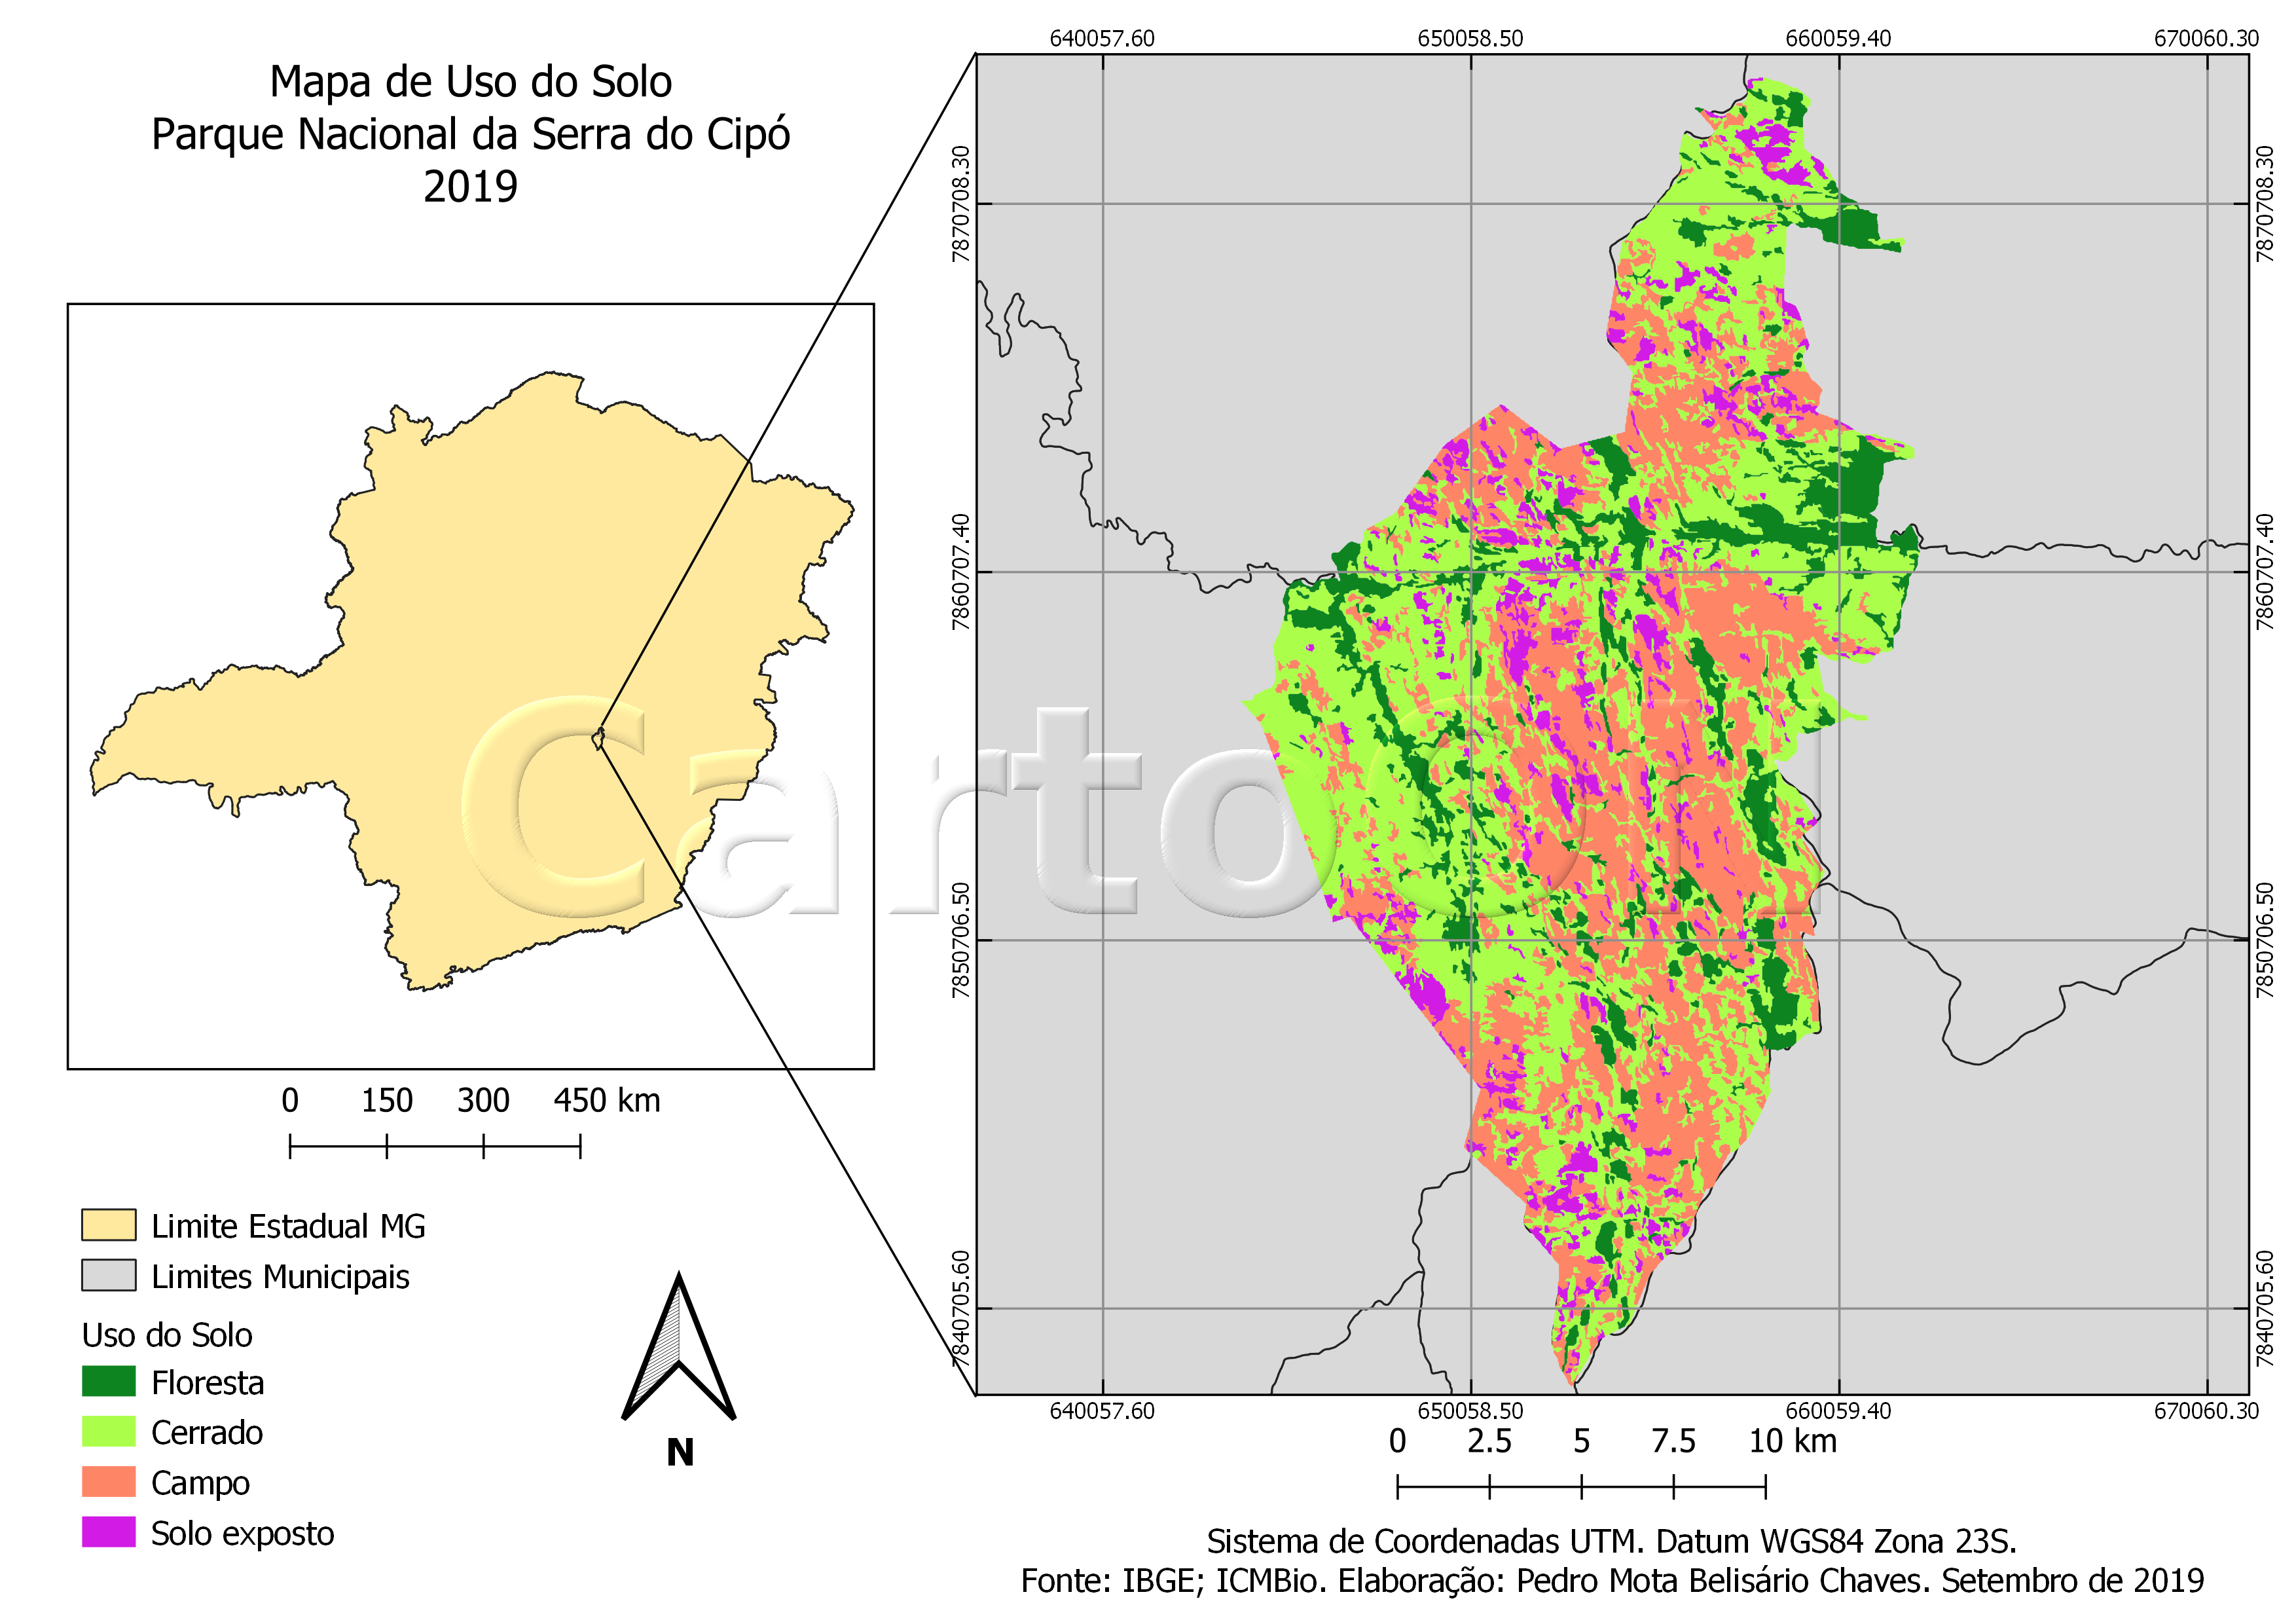 Mapa de Uso do Solo
Parque Nacional da Serra do Cipó
2019
0 150 300 450 km
Limite Estadual MG
Limites Municipais
Uso do Solo
Floresta
Cerrado
Campo
Solo exposto
N
640057.60 650058.50 660059.40 670060.30
7870708.30 7870708.30
7860707.40 7860707.40
7850706.50 7850706.50
7840705.60 7840705.60
640057.60 650058.50 660059.40 670060.30
0 2.5 5 7.5 10 km
Sistema de Coordenadas UTM. Datum WGS84 Zona 23S.
Fonte: IBGE; ICMBio. Elaboração: Pedro Mota Belisário Chaves. Setembro de 2019